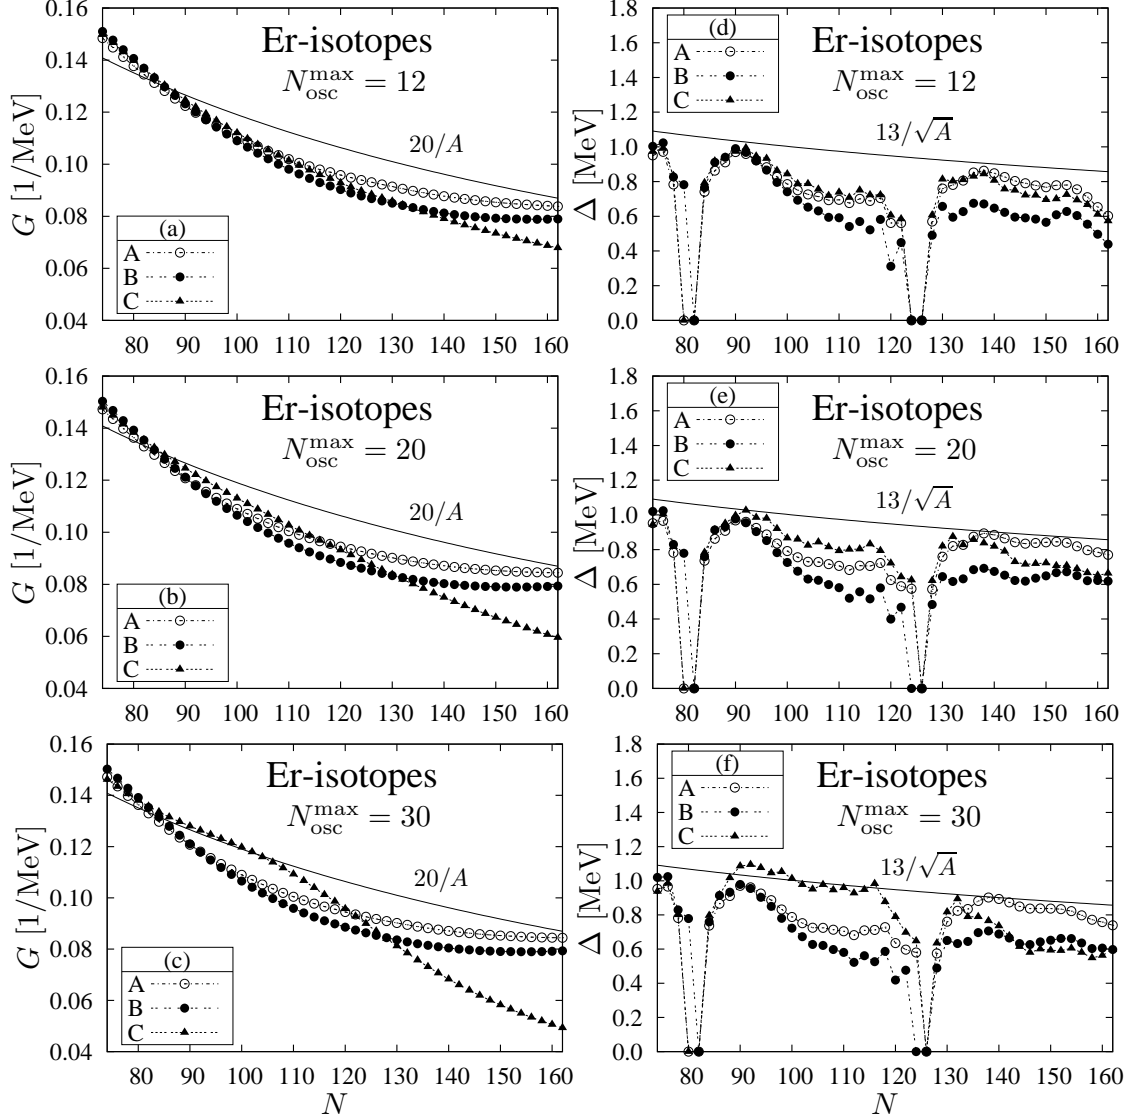 Er-isotopes
N_osc^max = 12
20/A
(a)
A
B
C
G [1/MeV]
0.16
0.14
0.12
0.10
0.08
0.06
0.04
80 90 100 110 120 130 140 150 160
Er-isotopes
N_osc^max = 12
13/√A
(d)
A
B
C
Δ [MeV]
1.8
1.6
1.4
1.2
1.0
0.8
0.6
0.4
0.2
0.0
80 90 100 110 120 130 140 150 160
Er-isotopes
N_osc^max = 20
20/A
(b)
A
B
C
G [1/MeV]
0.16
0.14
0.12
0.10
0.08
0.06
0.04
80 90 100 110 120 130 140 150 160
Er-isotopes
N_osc^max = 20
13/√A
(e)
A
B
C
Δ [MeV]
1.8
1.6
1.4
1.2
1.0
0.8
0.6
0.4
0.2
0.0
80 90 100 110 120 130 140 150 160
Er-isotopes
N_osc^max = 30
20/A
(c)
A
B
C
G [1/MeV]
0.16
0.14
0.12
0.10
0.08
0.06
0.04
80 90 100 110 120 130 140 150 160
N
Er-isotopes
N_osc^max = 30
13/√A
(f)
A
B
C
Δ [MeV]
1.8
1.6
1.4
1.2
1.0
0.8
0.6
0.4
0.2
0.0
80 90 100 110 120 130 140 150 160
N